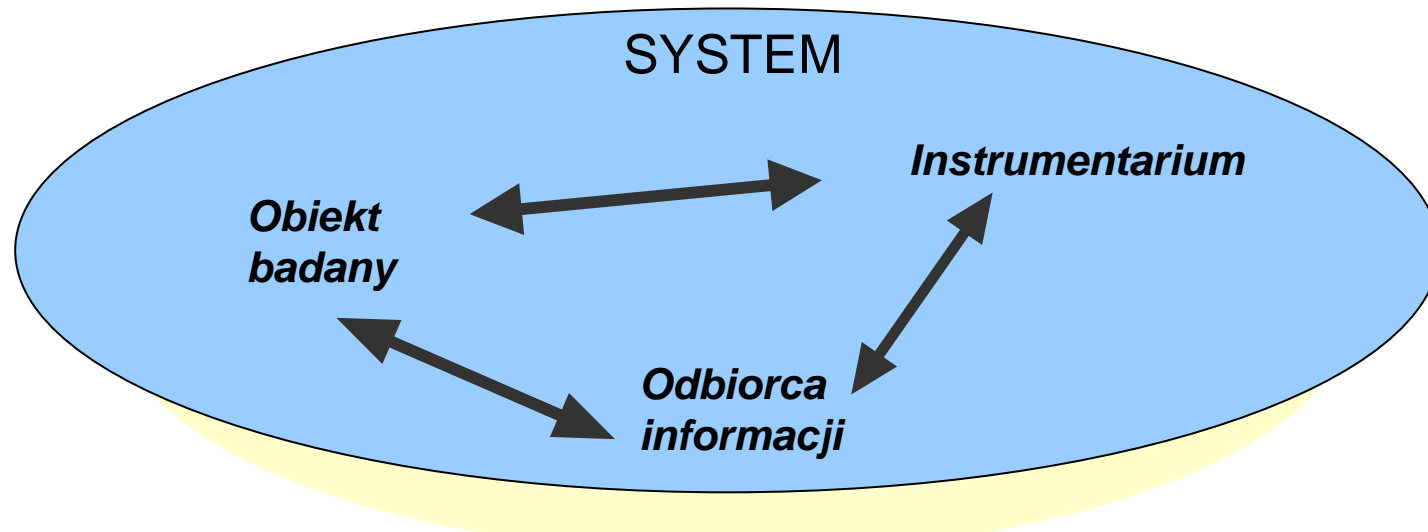 SYSTEM
Instrumentarium
Obiekt
badany
Odbiorca
informacji